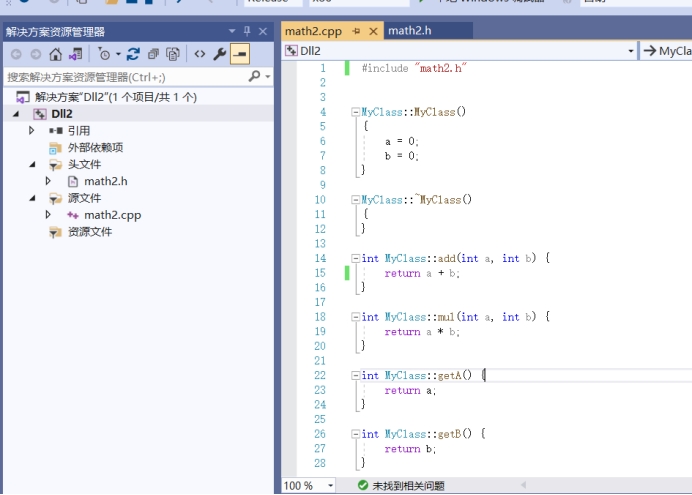 解决方案资源管理器
搜索解决方案资源管理器(Ctrl+;)
解决方案"Dll2"(1 个项目/共 1 个)
Dll2
引用
外部依赖项
头文件
math2.h
源文件
math2.cpp
资源文件
math2.cpp
math2.h
Dll2
MyCla
1 #include "math2.h"
2
3
4 MyClass::MyClass()
5 {
6 a = 0;
7 b = 0;
8 }
9
10 MyClass::~MyClass()
11 {
12 }
13
14 int MyClass::add(int a, int b) {
15 return a + b;
16 }
17
18 int MyClass::mul(int a, int b) {
19 return a * b;
20 }
21
22 int MyClass::getA() {
23 return a;
24 }
25
26 int MyClass::getB() {
27 return b;
28 }
100 %
未找到相关问题